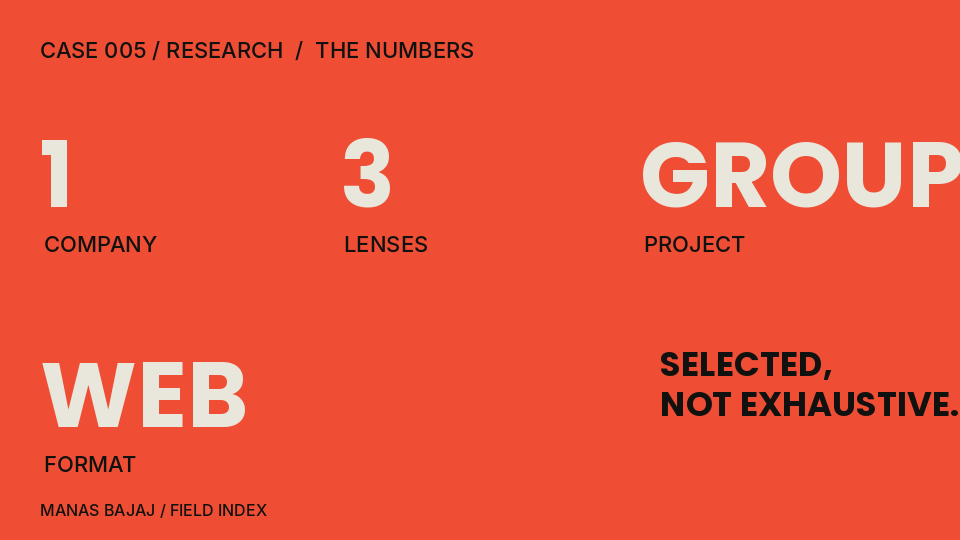 CASE 005 / RESEARCH / THE NUMBERS
1
COMPANY
3
LENSES
GROUP
PROJECT
WEB
FORMAT
SELECTED,
NOT EXHAUSTIVE.
MANAS BAJAJ / FIELD INDEX